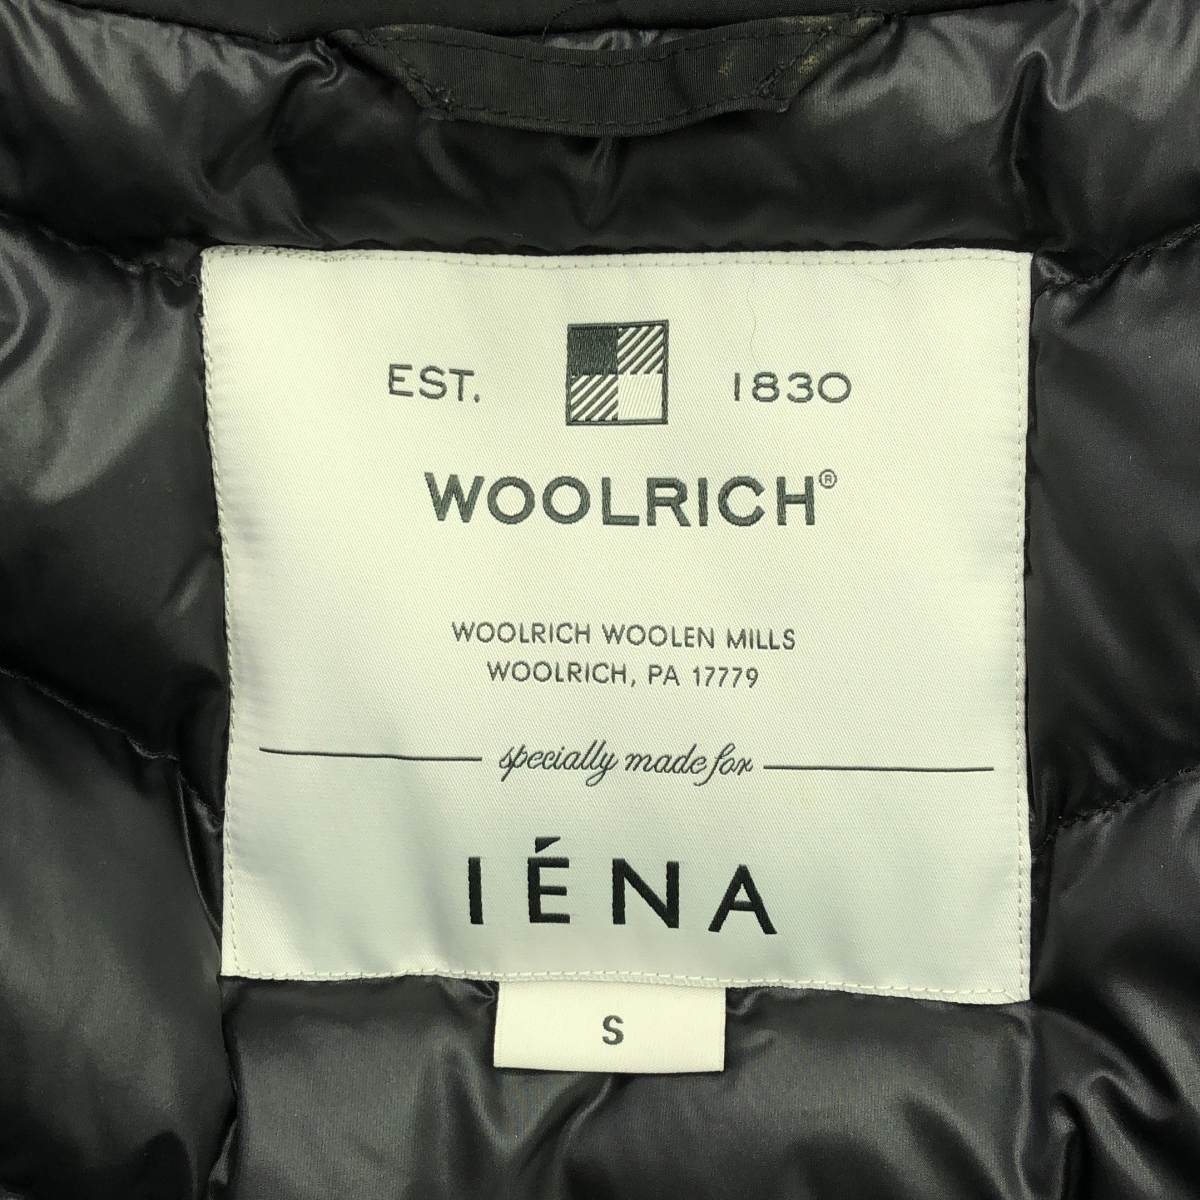 EST. 1830
WOOLRICH®
WOOLRICH WOOLEN MILLS
WOOLRICH, PA 17779
specially made for
IÉNA
S